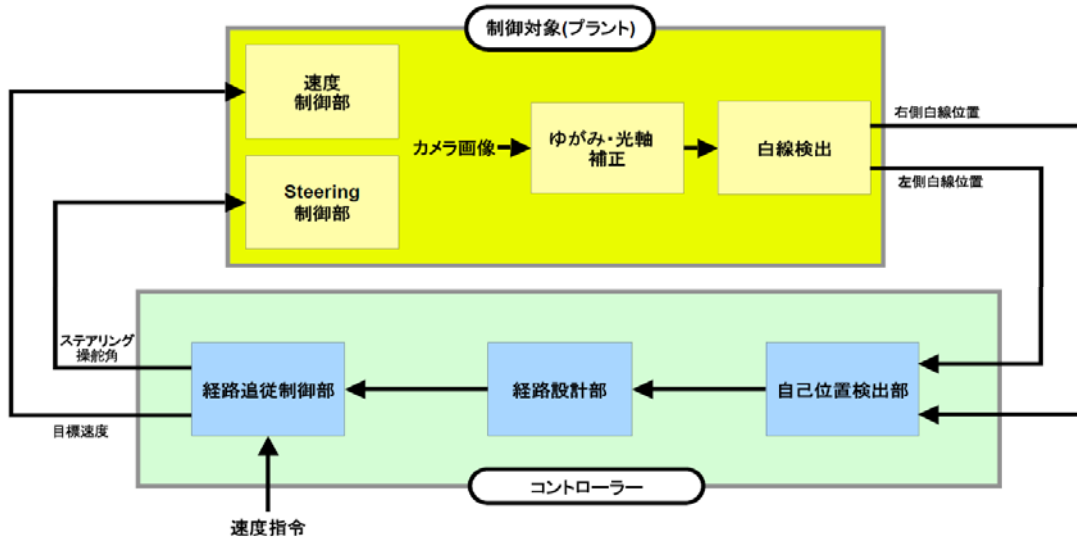 制御対象(プラント)
速度
制御部
Steering
制御部
カメラ画像
ゆがみ・光軸
補正
白線検出
右側白線位置
左側白線位置
ステアリング
操舵角
目標速度
経路追従制御部
経路設計部
自己位置検出部
コントローラー
速度指令